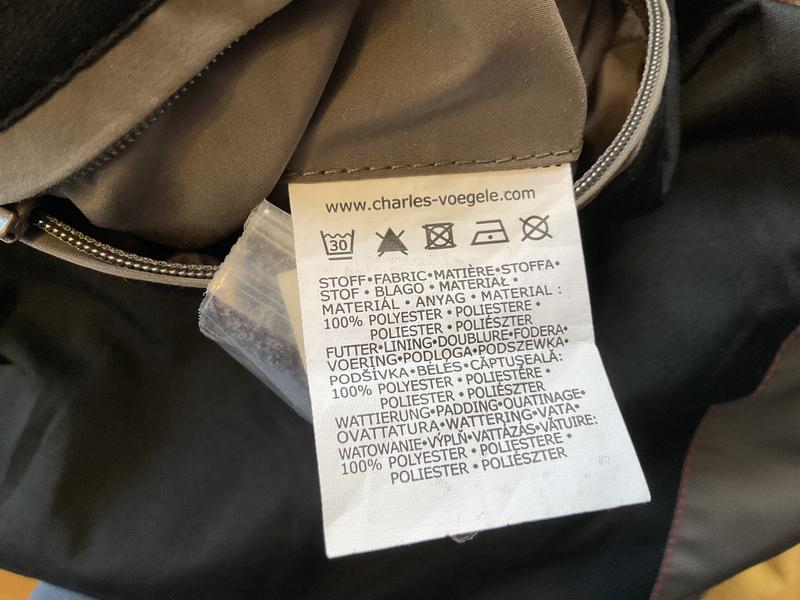 www.charles-voegele.com
30
STOFF•FABRIC•MATIÈRE•STOFFA•
STOF • BLAGO • MATERIAŁ •
MATERIÁL • ANYAG • MATERIAL :
100% POLYESTER • POLIESTERE •
POLIESTER • POLIÉSZTER
FUTTER•LINING•DOUBLURE•FODERA•
VOERING•PODLOGA•PODSZEWKA•
PODŠÍVKA•BÉLÉS•CĂPTUŞEALĂ:
100% POLYESTER • POLIESTERE •
POLIESTER • POLIÉSZTER
WATTIERUNG•PADDING•OUATINAGE•
OVATTATURA•WATTERING•VATA•
WATOWANIE•VÝPLŇ•VATTÁZÁS•VĂTUIRE:
100% POLYESTER • POLIESTERE •
POLIESTER • POLIÉSZTER